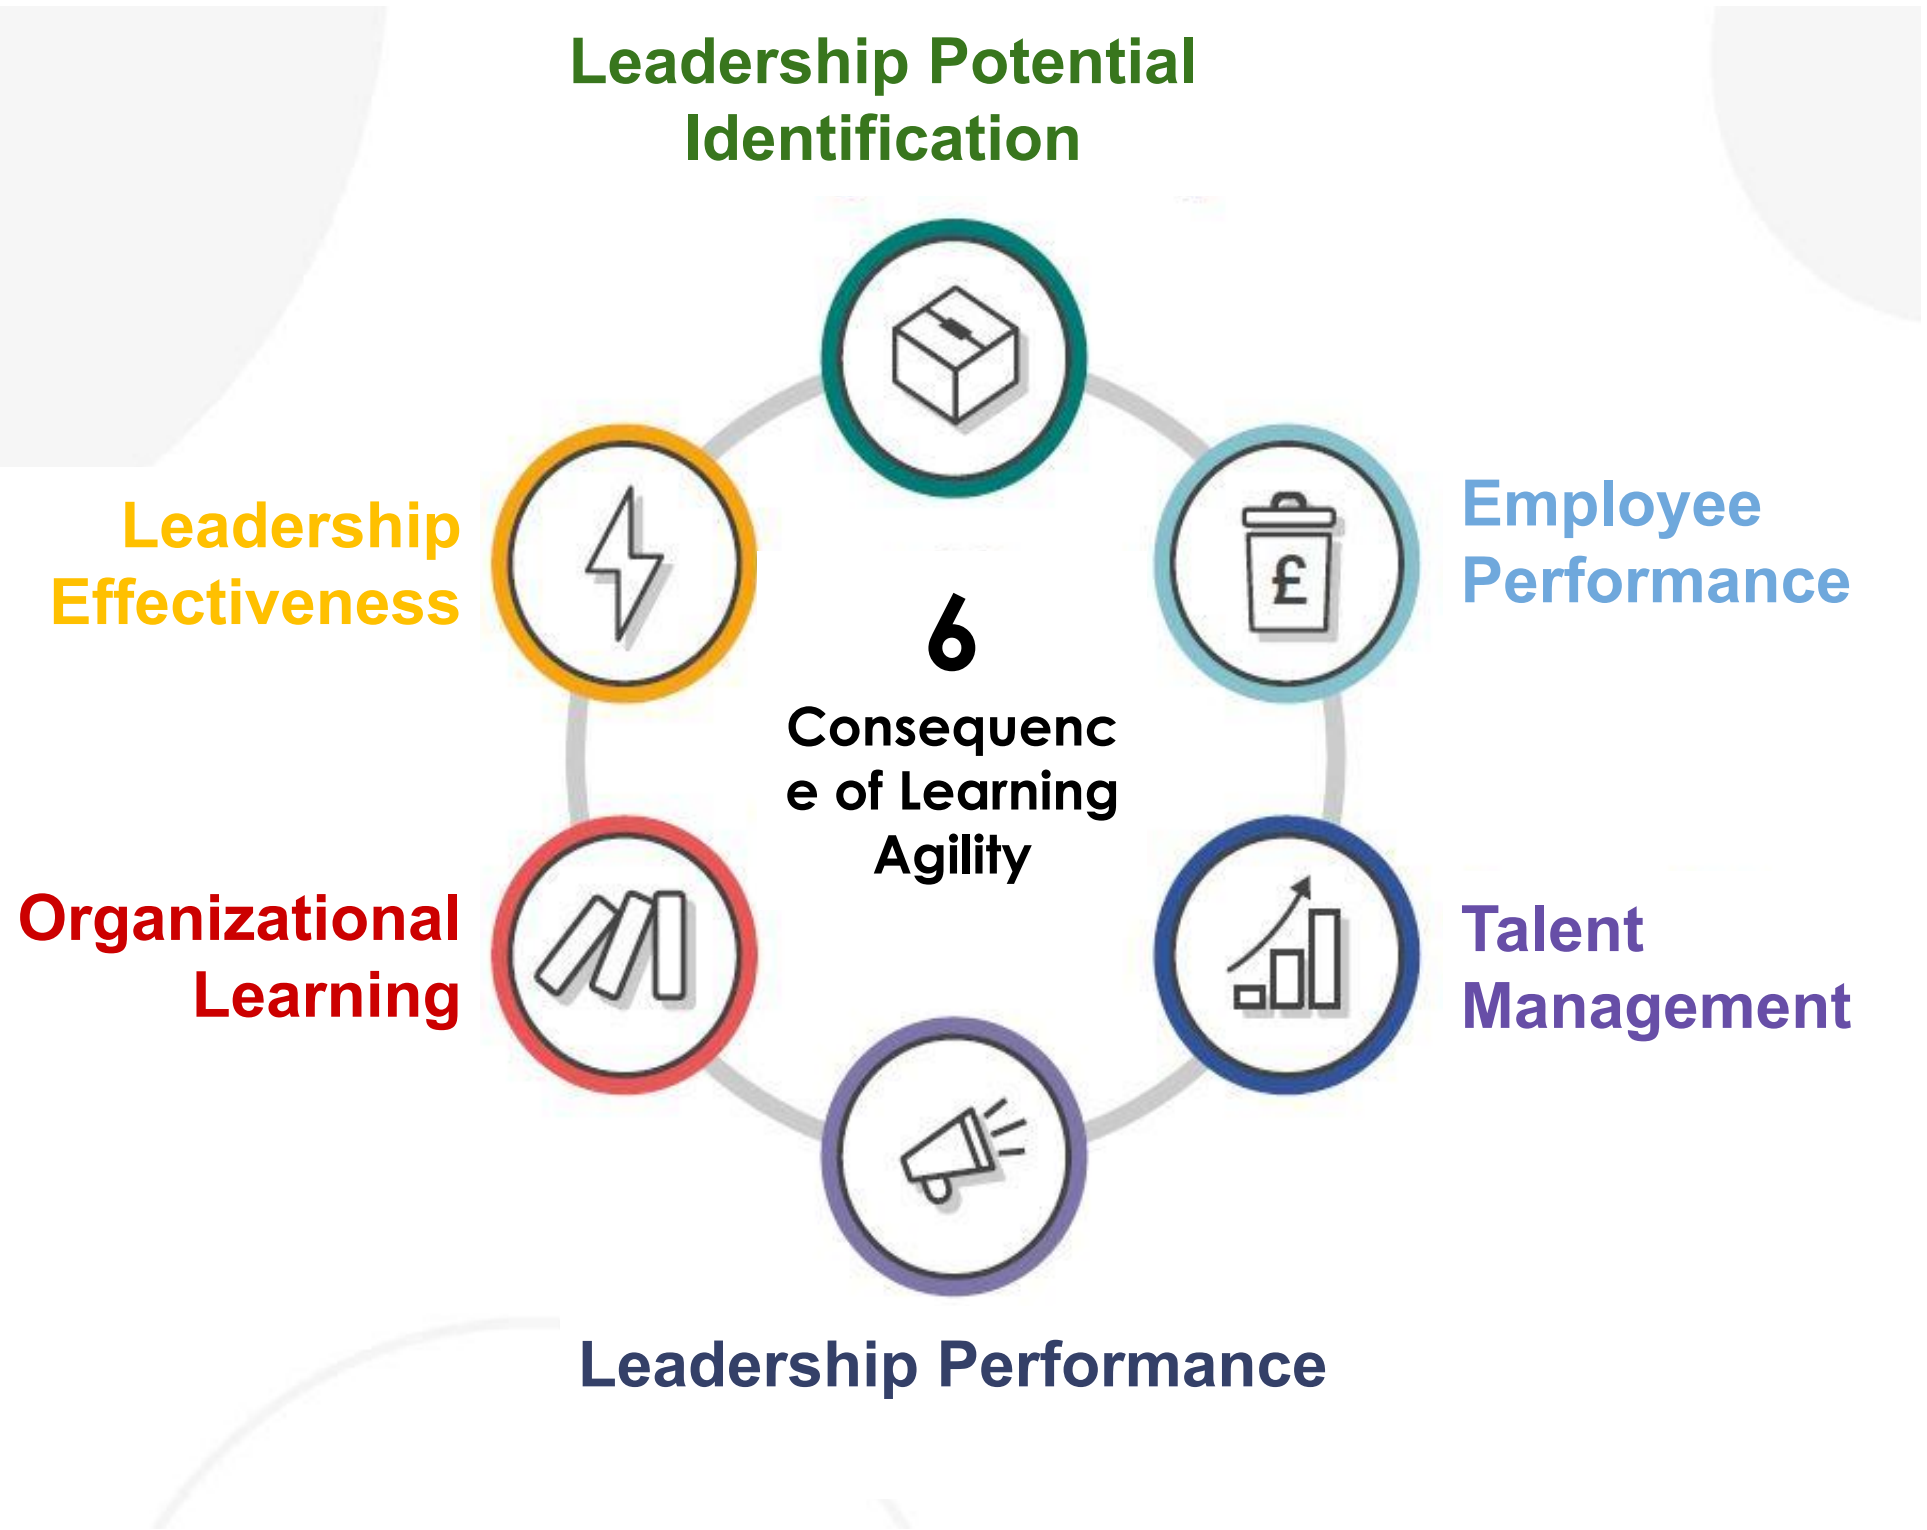 Leadership Potential
Identification
Leadership
Effectiveness
Employee
Performance
£
6
Consequenc
e of Learning
Agility
Organizational
Learning
Talent
Management
Leadership Performance